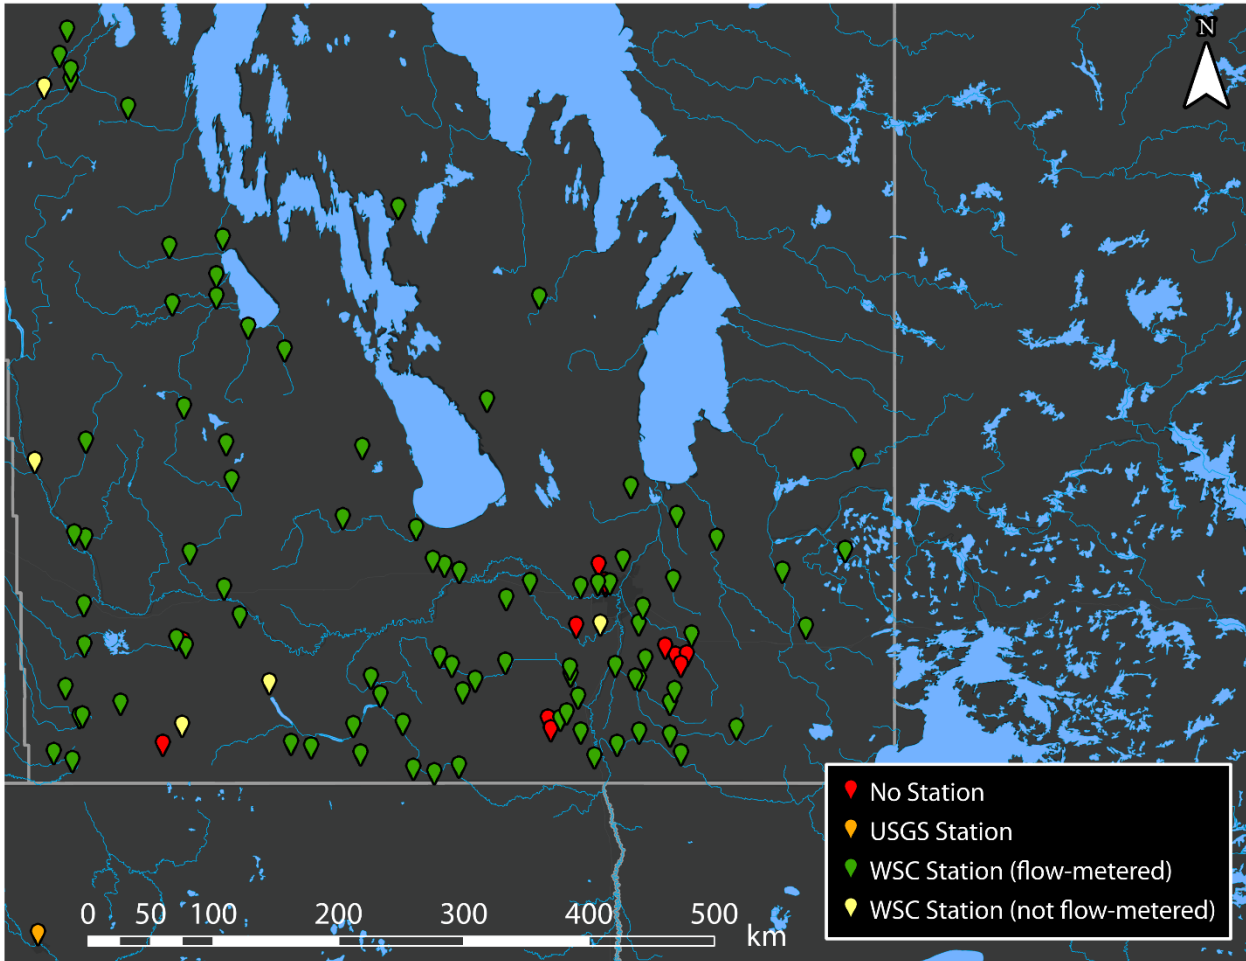 N
No Station
USGS Station
WSC Station (flow-metered)
WSC Station (not flow-metered)
0 50 100 200 300 400 500
km